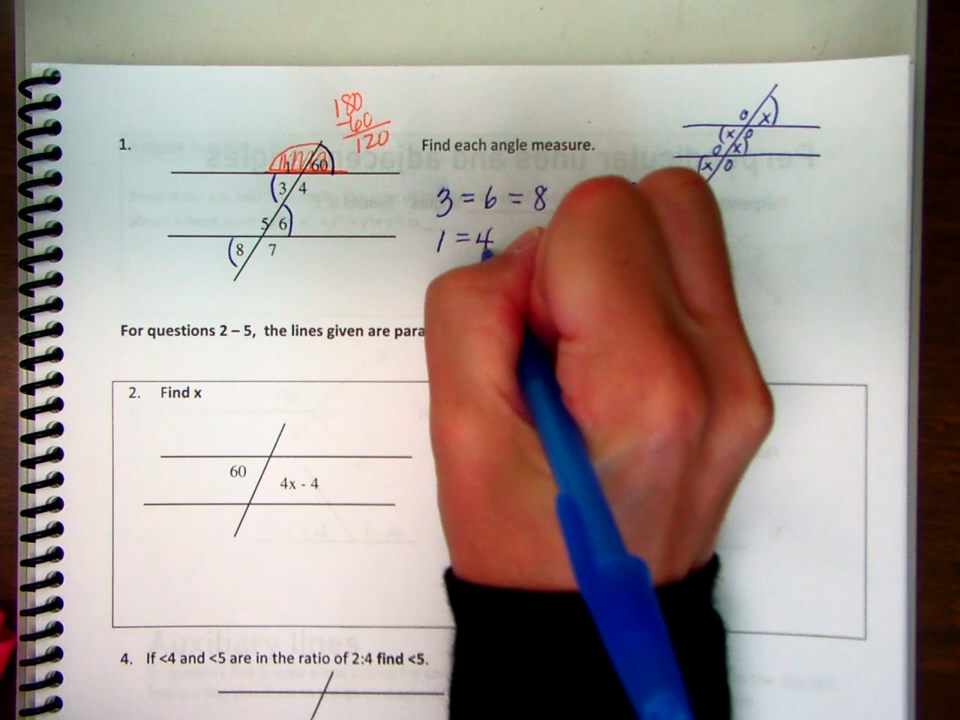 180
-60
120
1. Find each angle measure.
1 60
3 4
5 6
8 7
3 = 6 = 8
1 = 4
o x
x o
o x
x o
For questions 2 – 5, the lines given are para
2. Find x
60
4x - 4
4. If <4 and <5 are in the ratio of 2:4 find <5.